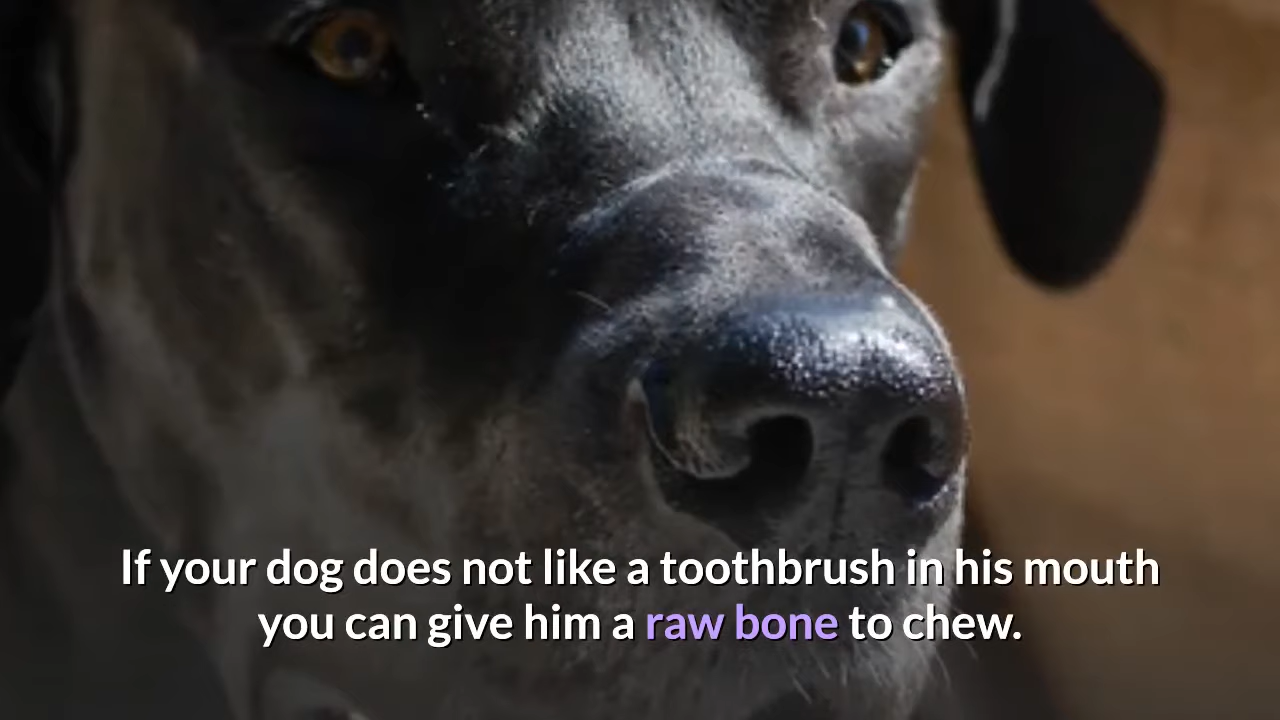 If your dog does not like a toothbrush in his mouth
you can give him a raw bone to chew.